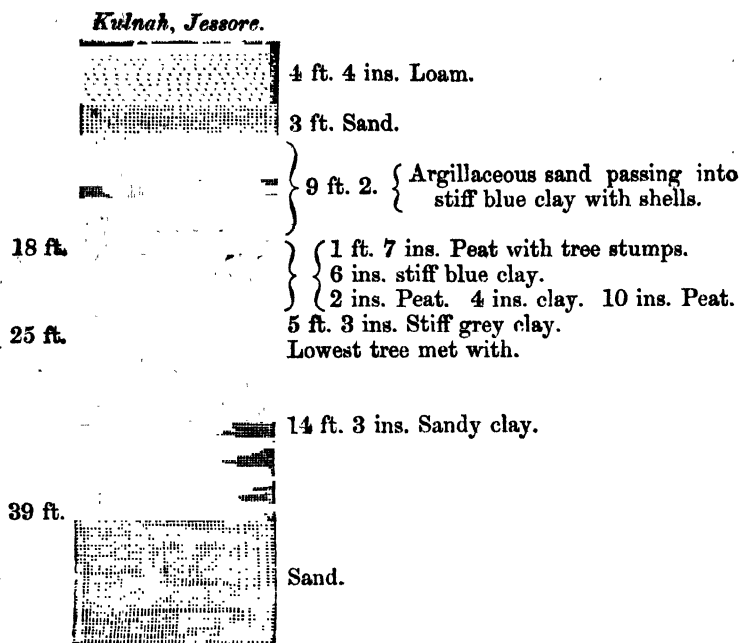 Kulnah, Jessore.
4 ft. 4 ins. Loam.
3 ft. Sand.
9 ft. 2. Argillaceous sand passing into
stiff blue clay with shells.
18 ft.
1 ft. 7 ins. Peat with tree stumps.
6 ins. stiff blue clay.
2 ins. Peat. 4 ins. clay. 10 ins. Peat.
5 ft. 3 ins. Stiff grey clay.
25 ft.
Lowest tree met with.
14 ft. 3 ins. Sandy clay.
39 ft.
Sand.